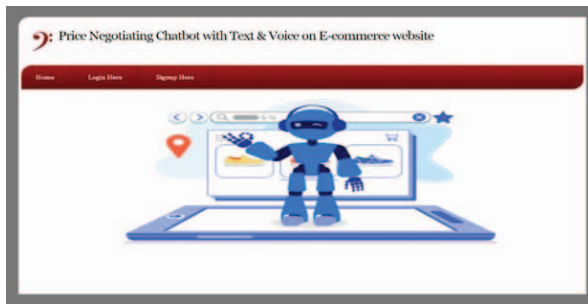 Price Negotiating Chatbot with Text & Voice on E-commerce website
Home Login Here Signup Here